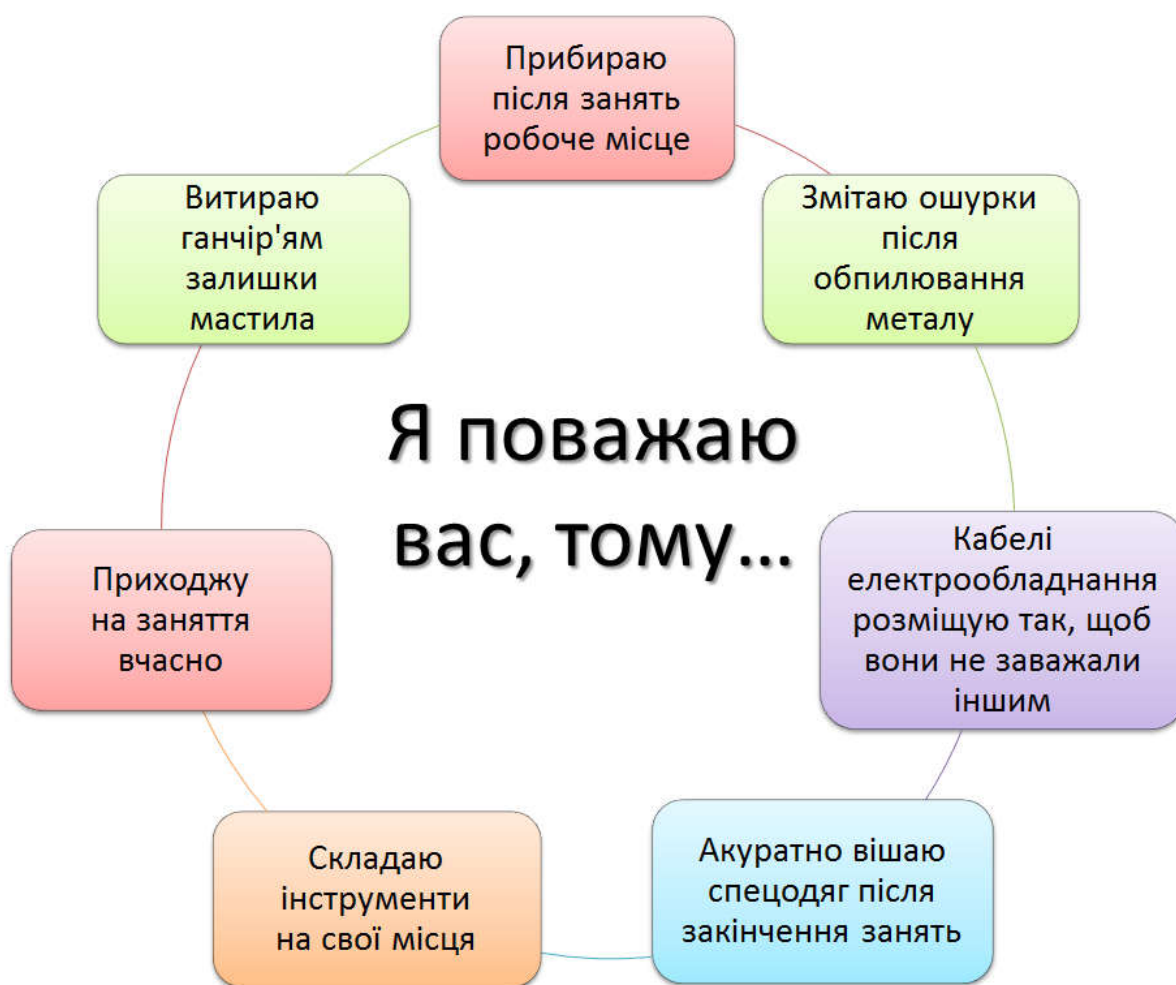 Прибираю
після занять
робоче місце
Змітаю ошурки
після
обпилювання
металу
Кабелі
електрообладнання
розміщую так, щоб
вони не заважали
іншим
Акуратно вішаю
спецодяг після
закінчення занять
Складаю
інструменти
на свої місця
Приходжу
на заняття
вчасно
Витираю
ганчір'ям
залишки
мастила
Я поважаю
вас, тому...